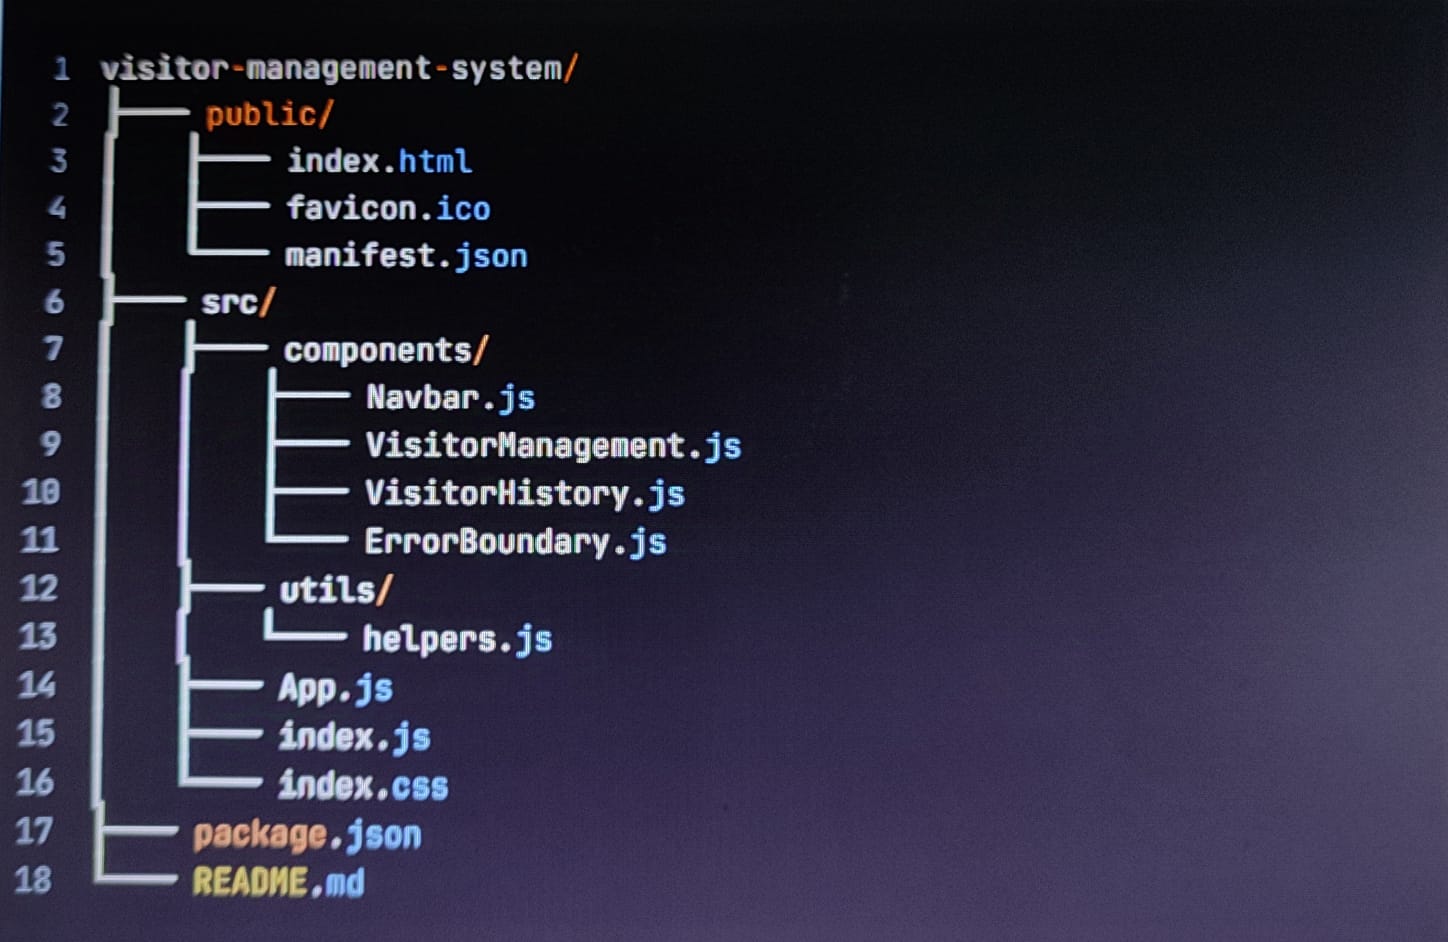 1 visitor-management-system/
2 ├── public/
3 │   ├── index.html
4 │   ├── favicon.ico
5 │   └── manifest.json
6 ├── src/
7 │   ├── components/
8 │   │   ├── Navbar.js
9 │   │   ├── VisitorManagement.js
10 │   │   ├── VisitorHistory.js
11 │   │   └── ErrorBoundary.js
12 │   ├── utils/
13 │   │   └── helpers.js
14 │   ├── App.js
15 │   ├── index.js
16 │   └── index.css
17 ├── package.json
18 └── README.md